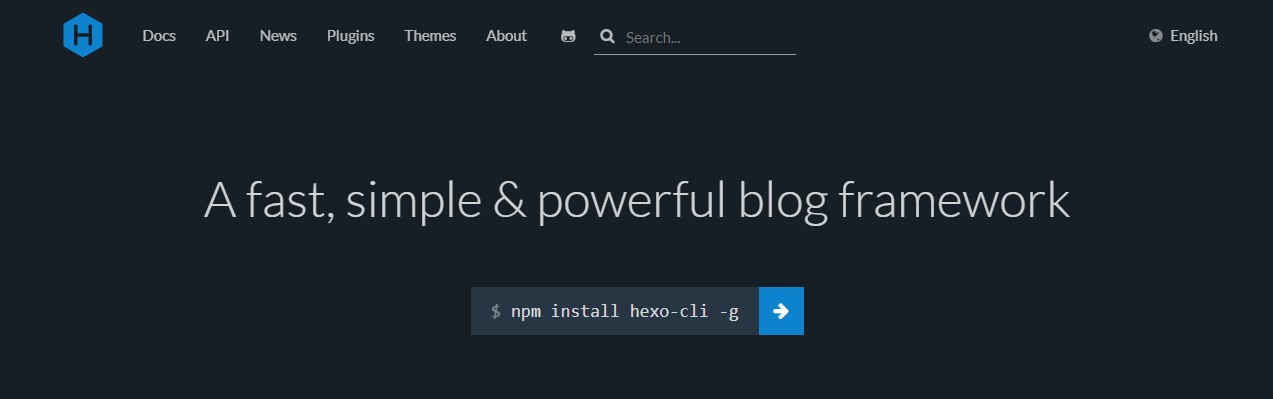 H Docs API News Plugins Themes About Search... English
A fast, simple & powerful blog framework
$ npm install hexo-cli -g